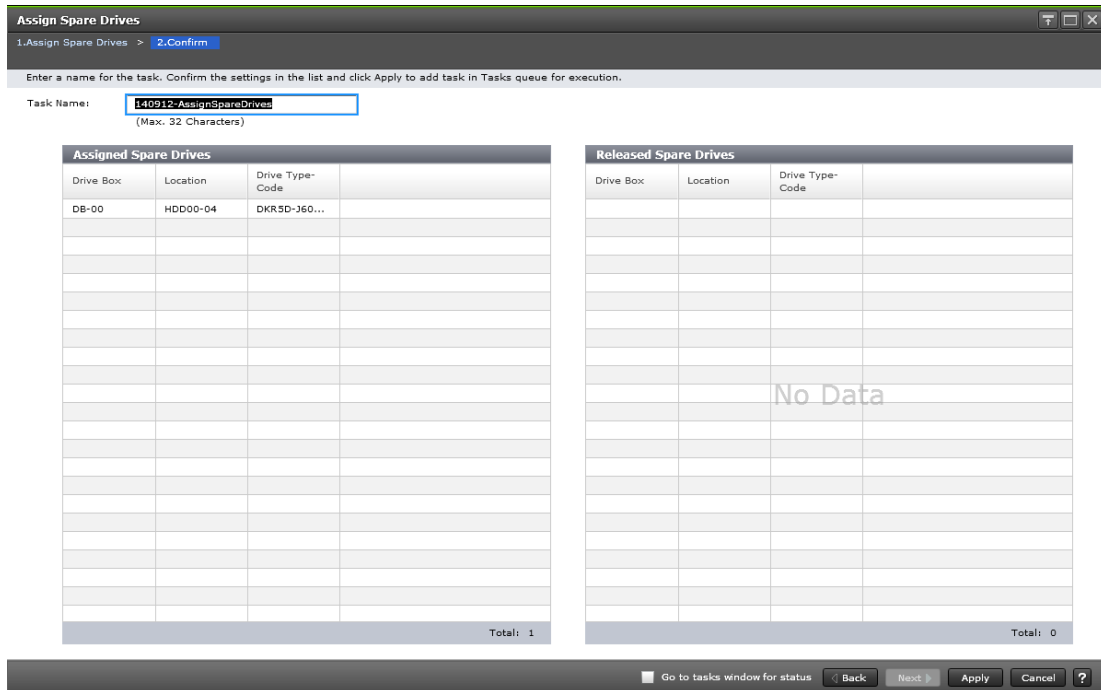 Assign Spare Drives
1.Assign Spare Drives > 2.Confirm
Enter a name for the task. Confirm the settings in the list and click Apply to add task in Tasks queue for execution.
Task Name: 140912-AssignSpareDrives
(Max. 32 Characters)
Assigned Spare Drives
Drive Box Location Drive Type-
Code
DB-00 HDD00-04 DKR5D-J60...
Total: 1
Released Spare Drives
Drive Box Location Drive Type-
Code
No Data
Total: 0
Go to tasks window for status Back Next Apply Cancel ?